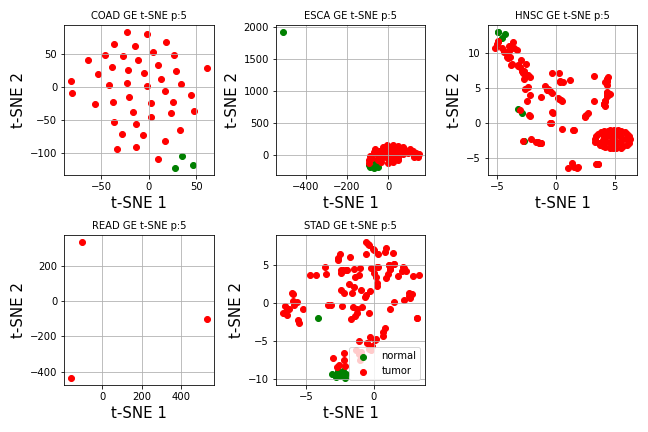 COAD GE t-SNE p:5
50
0
−50
−100
−50
0
50
t-SNE 2
t-SNE 1
ESCA GE t-SNE p:5
2000
1500
1000
500
0
−400
−200
0
t-SNE 2
t-SNE 1
HNSC GE t-SNE p:5
10
5
0
−5
−5
0
5
t-SNE 2
t-SNE 1
READ GE t-SNE p:5
200
0
−200
−400
0
200
400
t-SNE 2
t-SNE 1
STAD GE t-SNE p:5
5
0
−5
−10
−5
0
t-SNE 2
t-SNE 1
normal
tumor